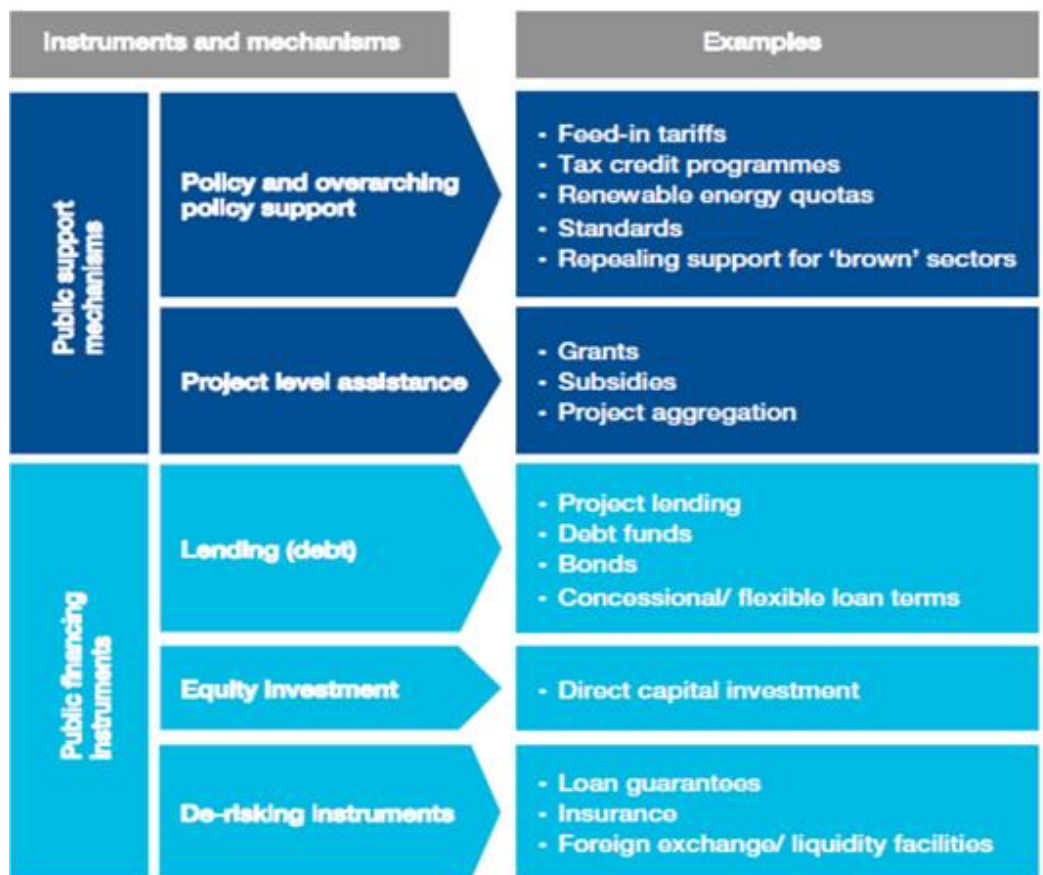 Instruments and mechanisms
Examples
Public support
mechanisms
Policy and overarching
policy support
- Feed-in tariffs
- Tax credit programmes
- Renewable energy quotas
- Standards
- Repealing support for ‘brown’ sectors
Project level assistance
- Grants
- Subsidies
- Project aggregation
Public financing
instruments
Lending (debt)
- Project lending
- Debt funds
- Bonds
- Concessional/ flexible loan terms
Equity investment
- Direct capital investment
De-risking instruments
- Loan guarantees
- Insurance
- Foreign exchange/ liquidity facilities